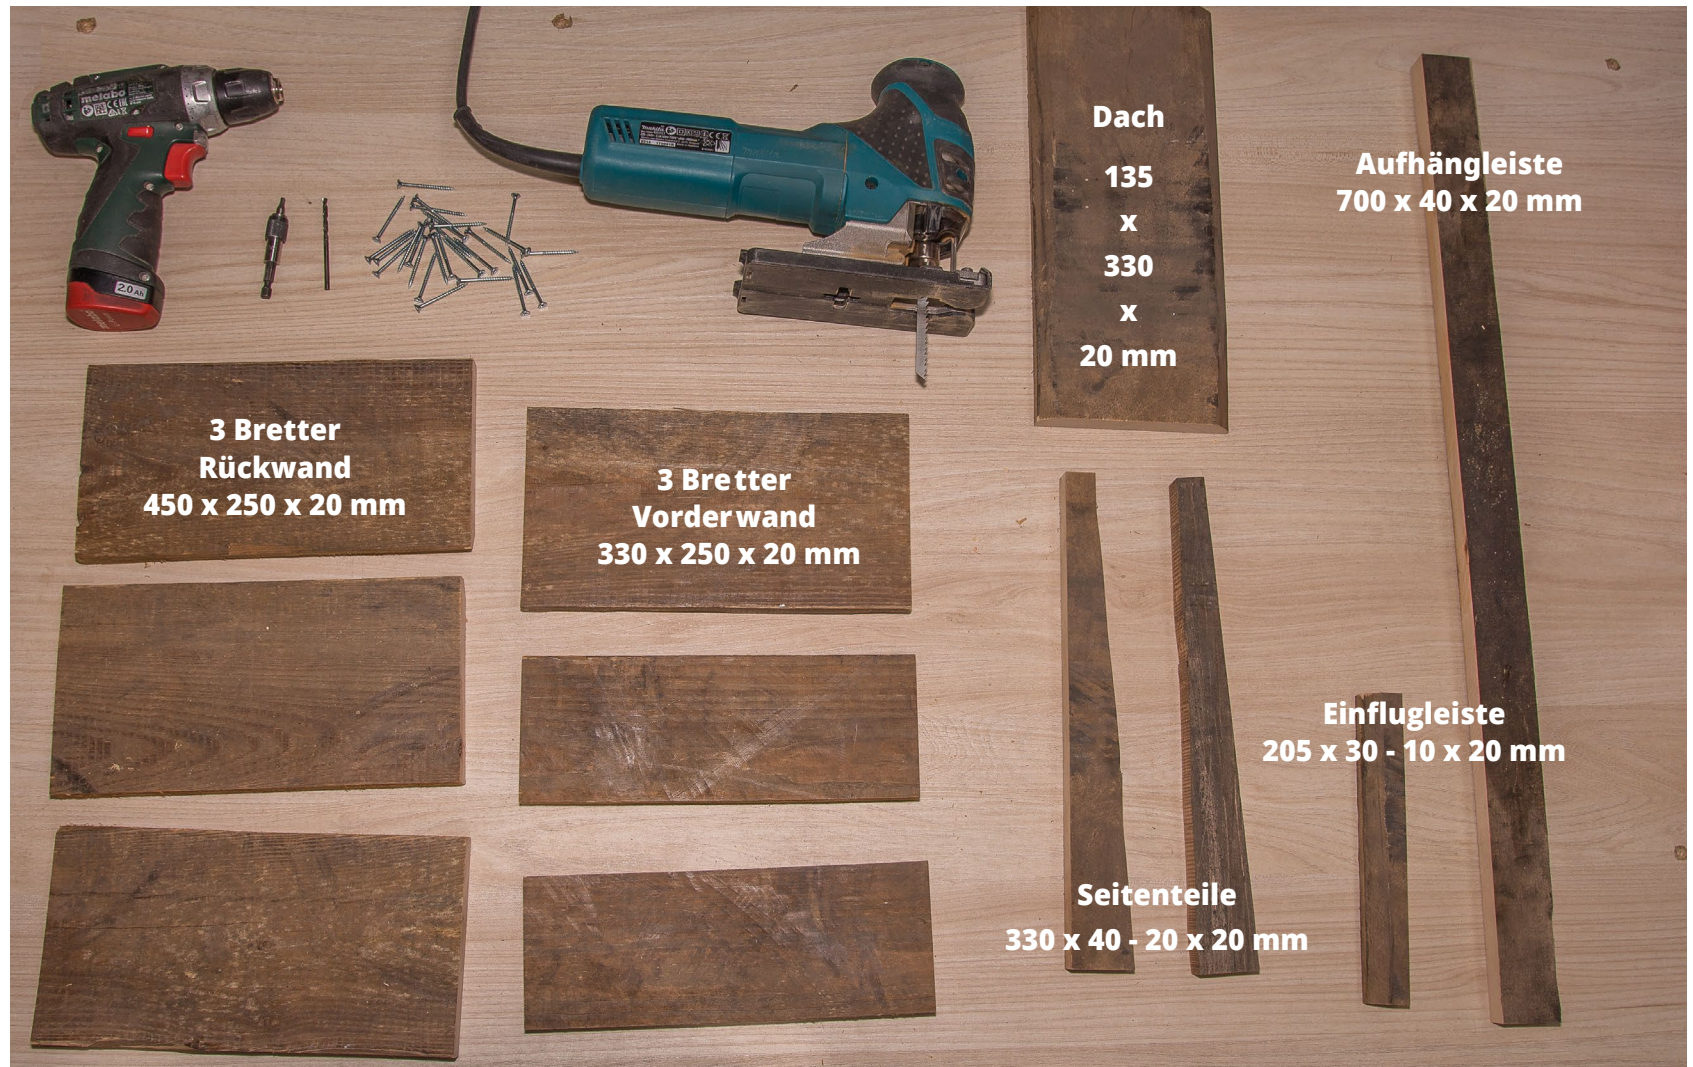 metabo
2.0 Ah
Dach
135
x
330
x
20 mm
Aufhängleiste
700 x 40 x 20 mm
3 Bretter
Rückwand
450 x 250 x 20 mm
3 Bretter
Vorderwand
330 x 250 x 20 mm
Einflugleiste
205 x 30 - 10 x 20 mm
Seitenteile
330 x 40 - 20 x 20 mm